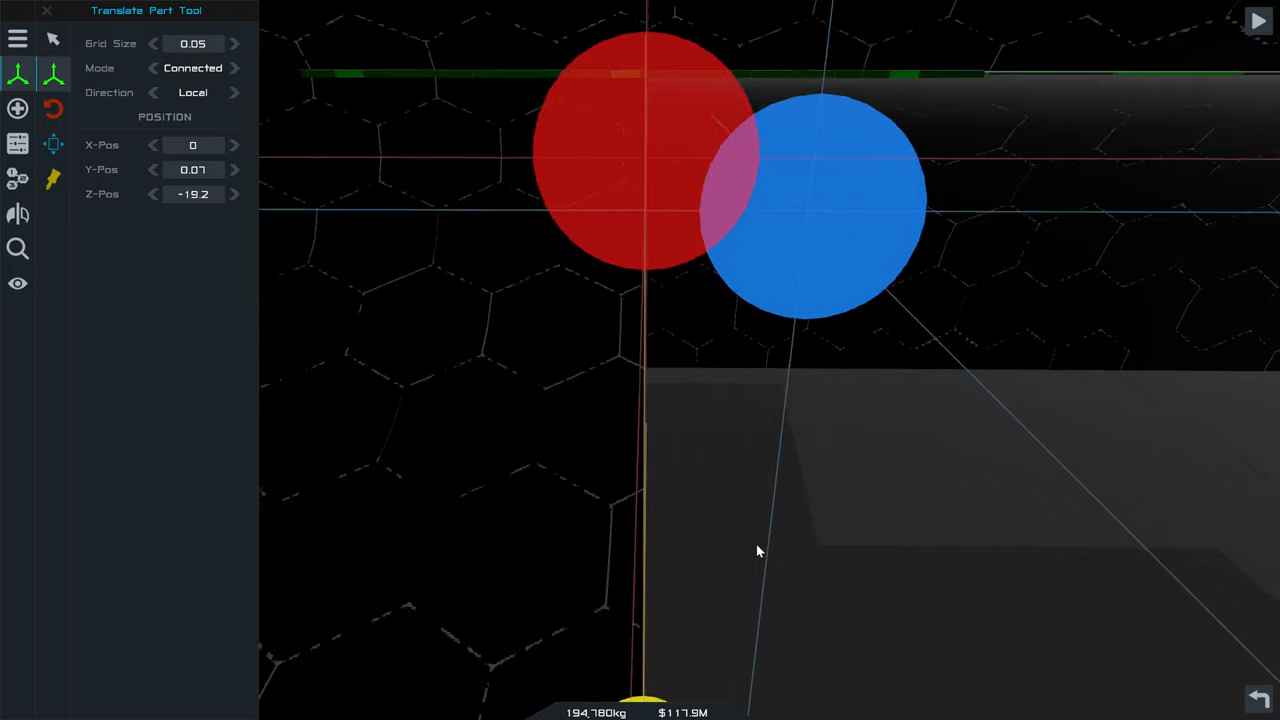 Translate Part Tool
Grid Size 0.05
Mode Connected
Direction Local
POSITION
X-Pos 0
Y-Pos 0.07
Z-Pos -19.2
194,780kg $117.9M